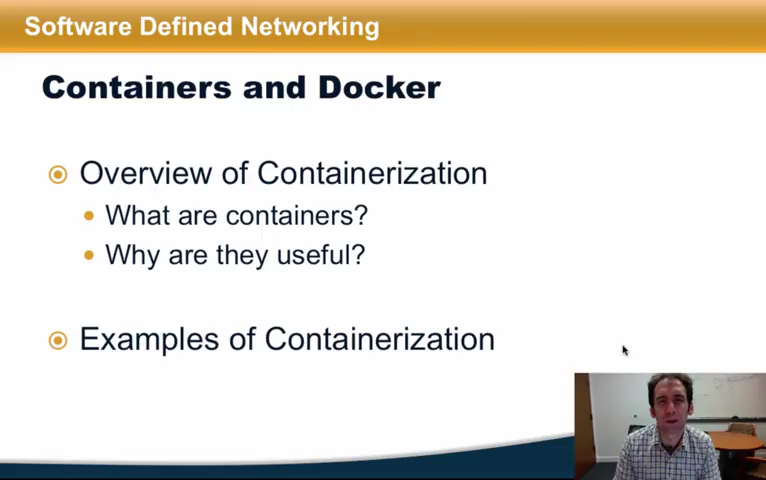 Software Defined Networking
Containers and Docker
Overview of Containerization
What are containers?
Why are they useful?
Examples of Containerization